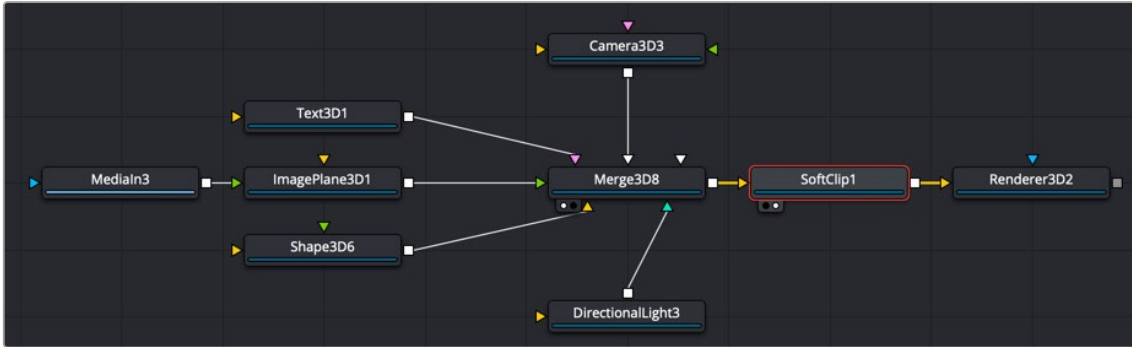 Camera3D3
Text3D1
MediaIn3
ImagePlane3D1
Merge3D8
SoftClip1
Renderer3D2
Shape3D6
DirectionalLight3